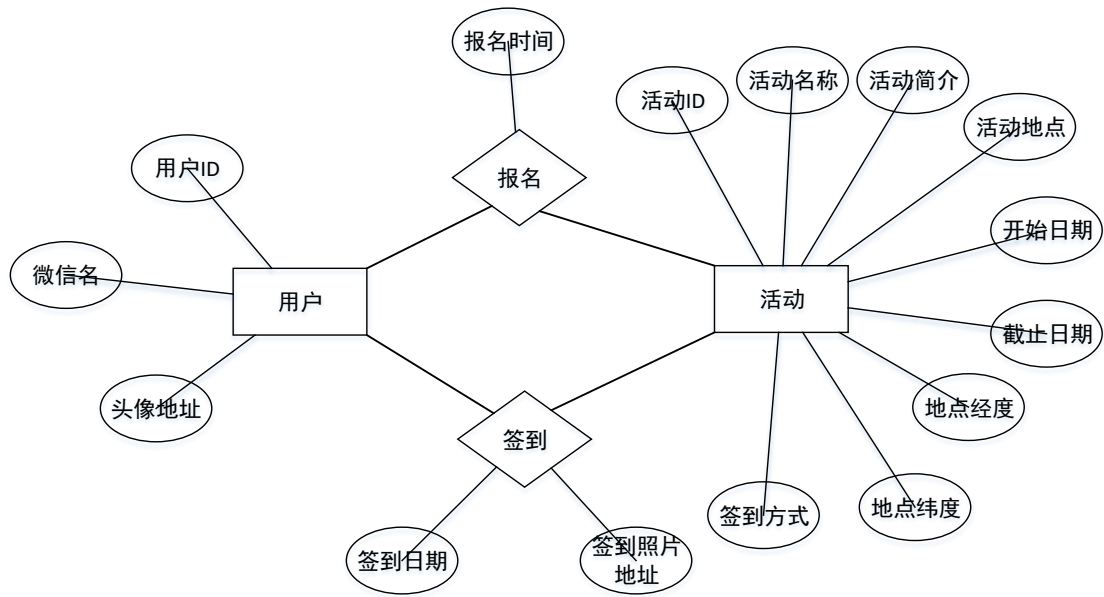 报名时间
活动ID
活动名称
活动简介
活动地点
用户ID
报名
微信名
用户
活动
开始日期
截止日期
头像地址
签到
地点经度
签到日期
签到照片
地址
签到方式
地点纬度